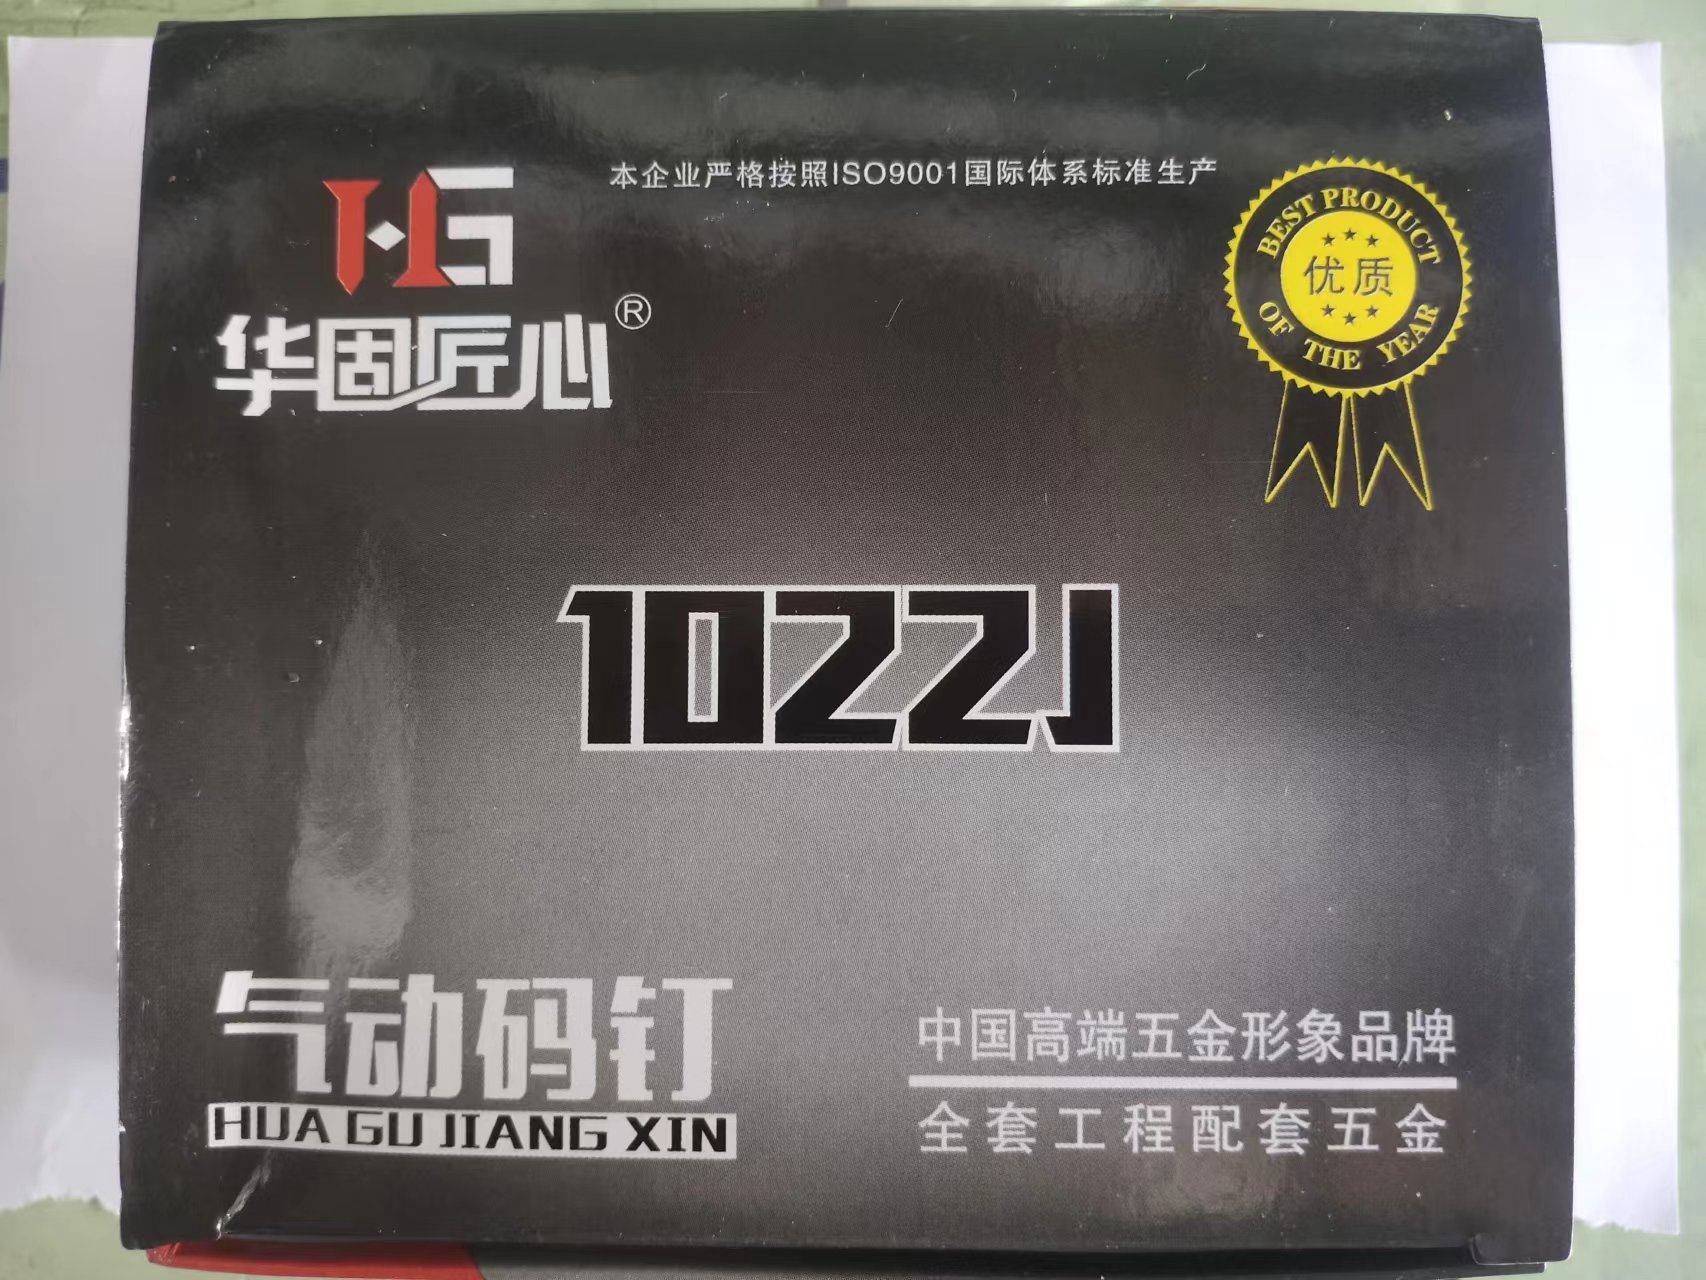 HG
华固匠心®
本企业严格按照ISO9001国际体系标准生产
BEST PRODUCT
优质
OF THE YEAR
1022J
气动码钉
HUA GU JIANG XIN
中国高端五金形象品牌
全套工程配套五金